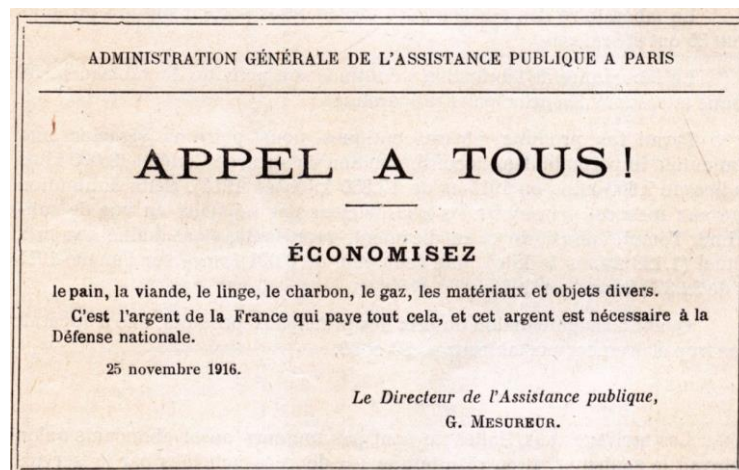 ADMINISTRATION GÉNÉRALE DE L'ASSISTANCE PUBLIQUE A PARIS
APPEL A TOUS !
ÉCONOMISEZ
le pain, la viande, le linge, le charbon, le gaz, les matériaux et objets divers.
C'est l'argent de la France qui paye tout cela, et cet argent est nécessaire à la
Défense nationale.
25 novembre 1916.
Le Directeur de l'Assistance publique,
G. MESUREUR.